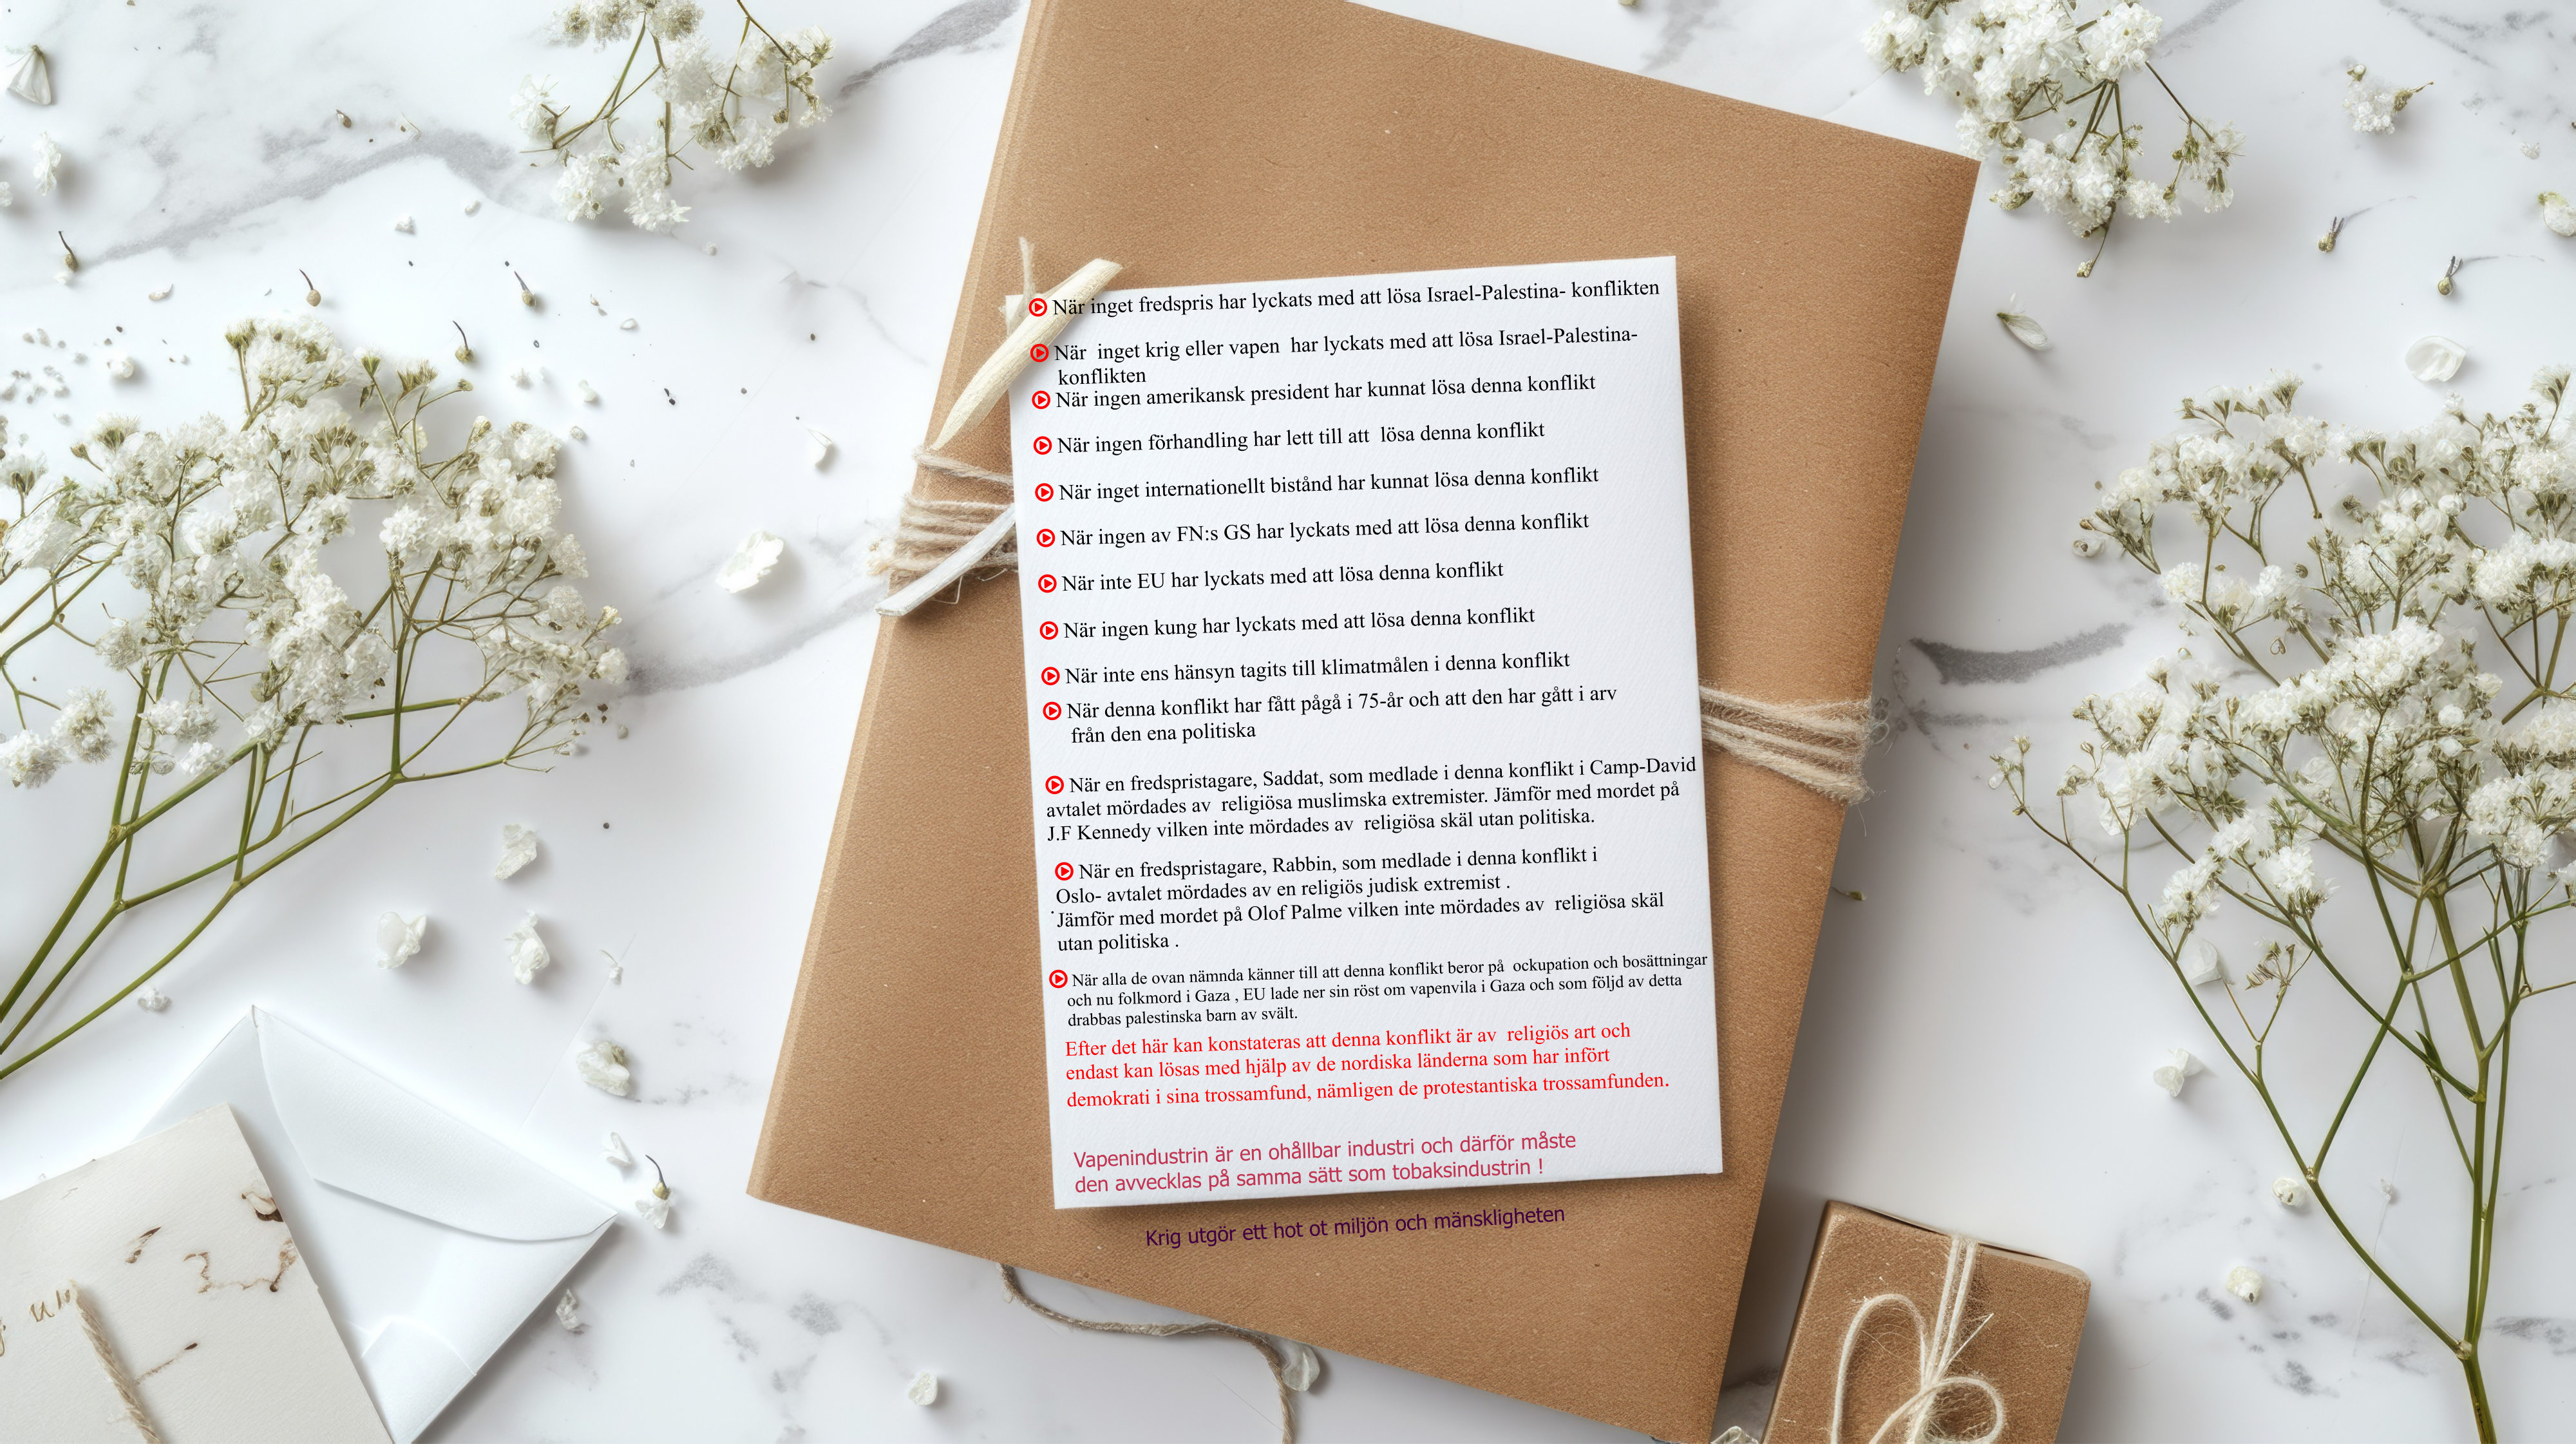 När inget fredspris har lyckats med att lösa Israel-Palestina- konflikten
När inget krig eller vapen har lyckats med att lösa Israel-Palestina-
konflikten
När ingen amerikansk president har kunnat lösa denna konflikt
När ingen förhandling har lett till att lösa denna konflikt
När inget internationellt bistånd har kunnat lösa denna konflikt
När ingen av FN:s GS har lyckats med att lösa denna konflikt
När inte EU har lyckats med att lösa denna konflikt
När ingen kung har lyckats med att lösa denna konflikt
När inte ens hänsyn tagits till klimatmålen i denna konflikt
När denna konflikt har fått pågå i 75-år och att den har gått i arv
från den ena politiska
När en fredspristagare, Saddat, som medlade i denna konflikt i Camp-David
avtalet mördades av religiösa muslimska extremister. Jämför med mordet på
J.F Kennedy vilken inte mördades av religiösa skäl utan politiska.
När en fredspristagare, Rabbin, som medlade i denna konflikt i
Oslo- avtalet mördades av en religiös judisk extremist .
Jämför med mordet på Olof Palme vilken inte mördades av religiösa skäl
utan politiska .
När alla de ovan nämnda känner till att denna konflikt beror på ockupation och bosättningar
och nu folkmord i Gaza , EU lade ner sin röst om vapenvila i Gaza och som följd av detta
drabbas palestinska barn av svält.
Efter det här kan konstateras att denna konflikt är av religiös art och
endast kan lösas med hjälp av de nordiska länderna som har infört
demokrati i sina trossamfund, nämligen de protestantiska trossamfunden.
Vapenindustrin är en ohållbar industri och därför måste
den avvecklas på samma sätt som tobaksindustrin !
Krig utgör ett hot ot miljön och mänskligheten